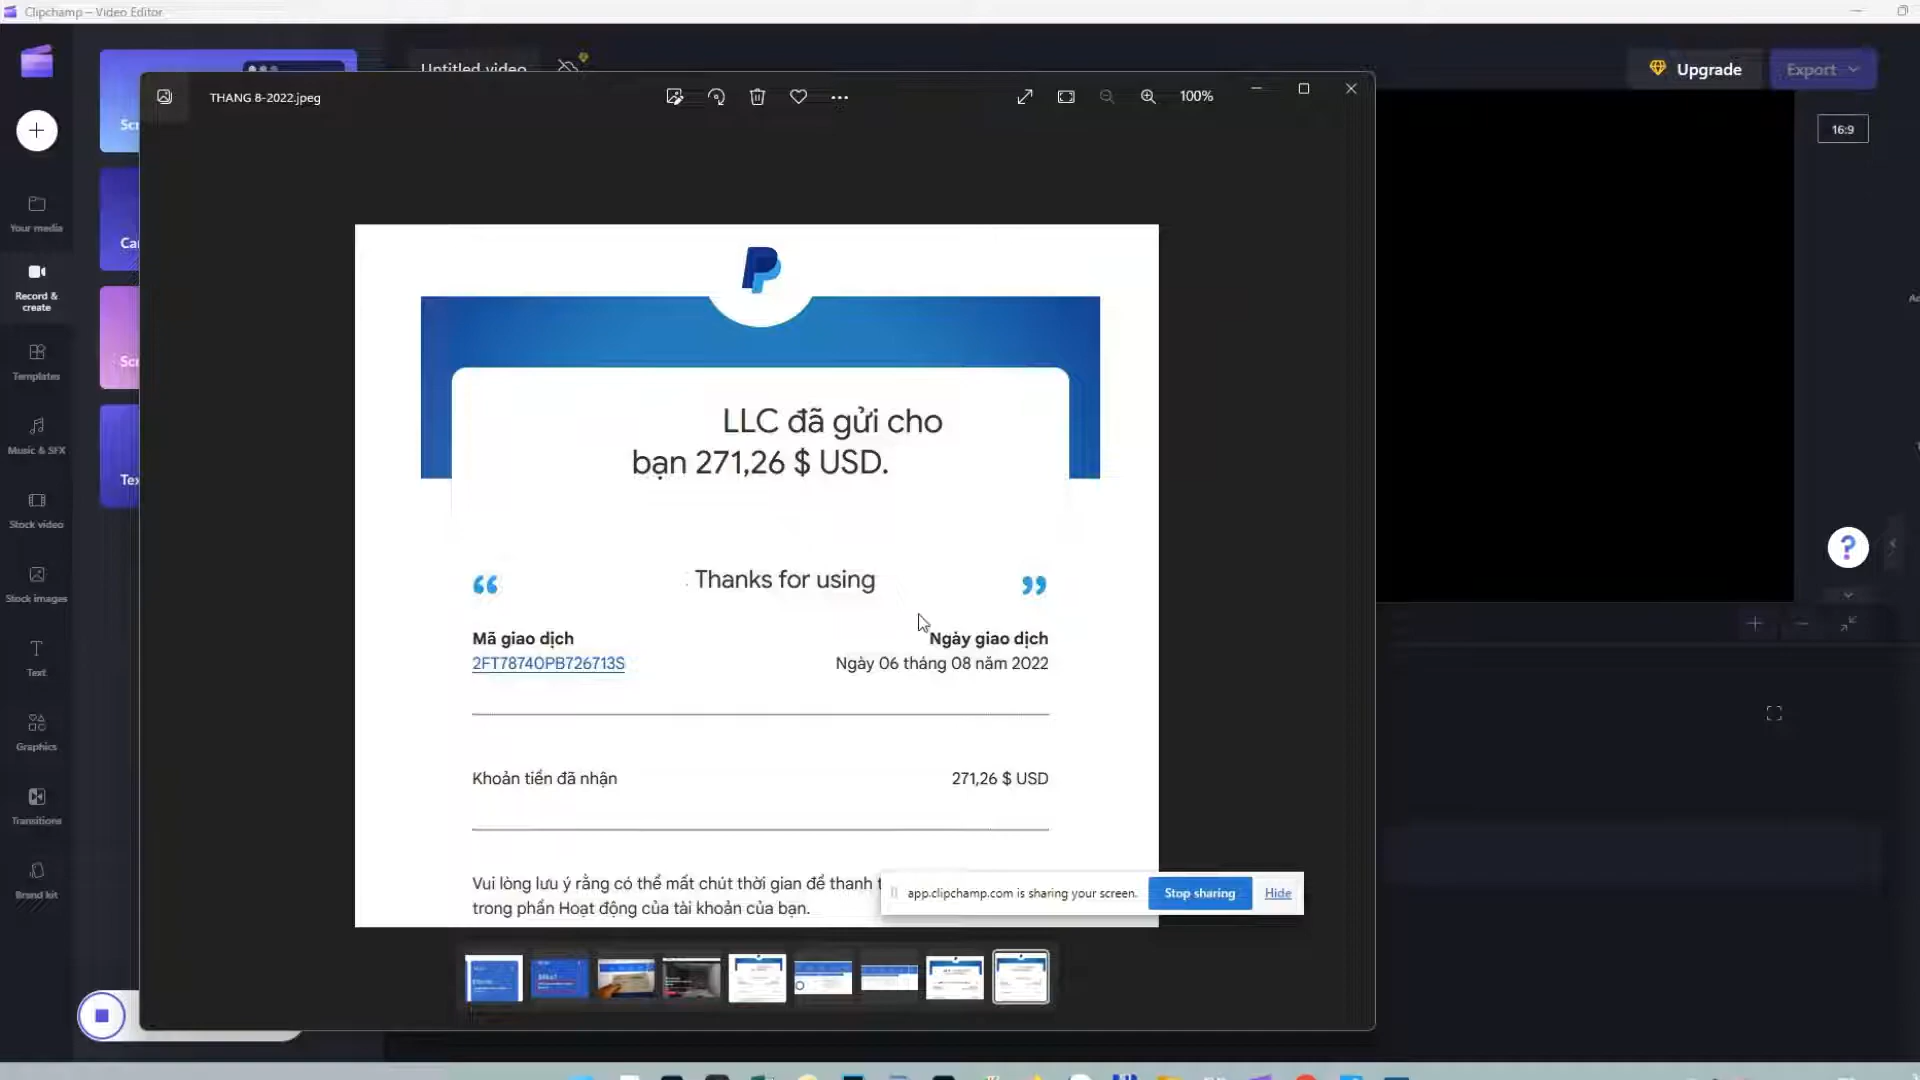 Clipchamp – Video Editor
Untitled video
Upgrade
Export
THANG 8-2022.jpeg
100%
16:9
Your media
Record &
create
Templates
Music & SFX
Stock video
Stock images
Text
Graphics
Transitions
Brand kit
LLC đã gửi cho
bạn 271,26 $ USD.
“ Thanks for using ”
Mã giao dịch
Ngày giao dịch
2FT78740PB726713S
Ngày 06 tháng 08 năm 2022
Khoản tiền đã nhận
271,26 $ USD
Vui lòng lưu ý rằng có thể mất chút thời gian để thanh
trong phần Hoạt động của tài khoản của bạn.
app.clipchamp.com is sharing your screen.
Stop sharing
Hide